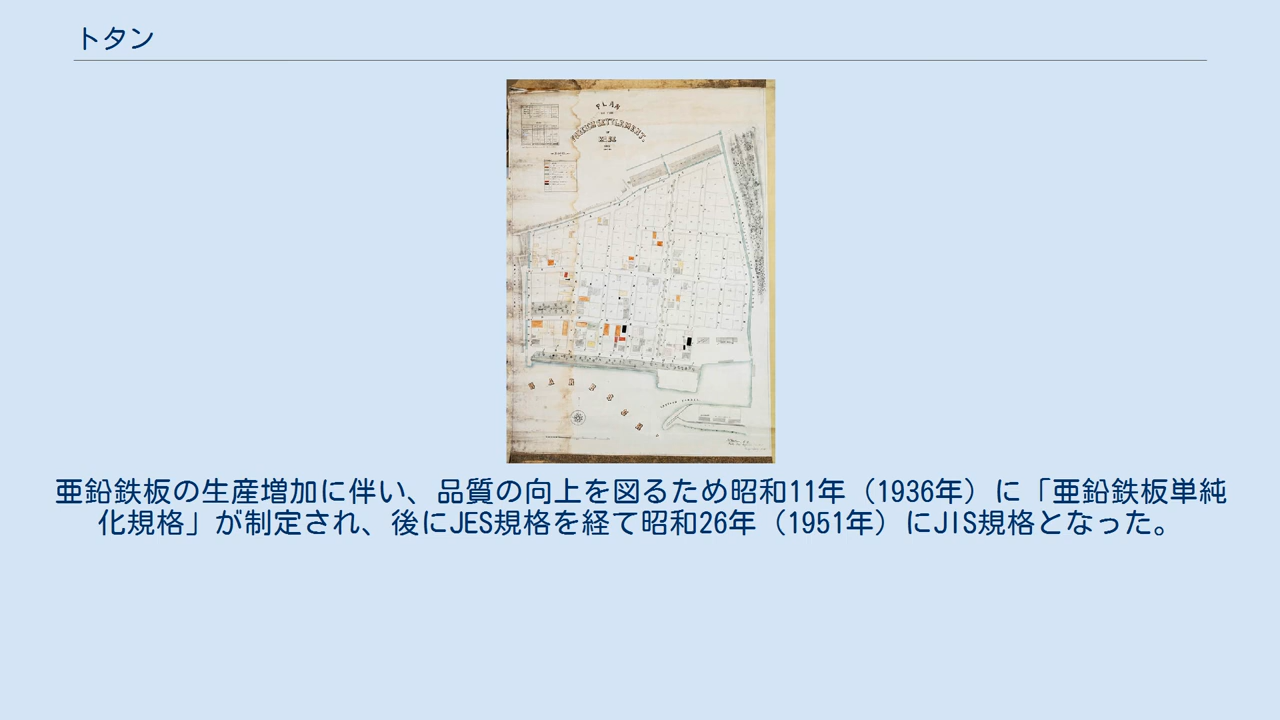 トタン
PLAN
FOREIGN SETTLEMENT
亜鉛鉄板の生産増加に伴い、品質の向上を図るため昭和11年（1936年）に「亜鉛鉄板単純
化規格」が制定され、後にJES規格を経て昭和26年（1951年）にJIS規格となった。